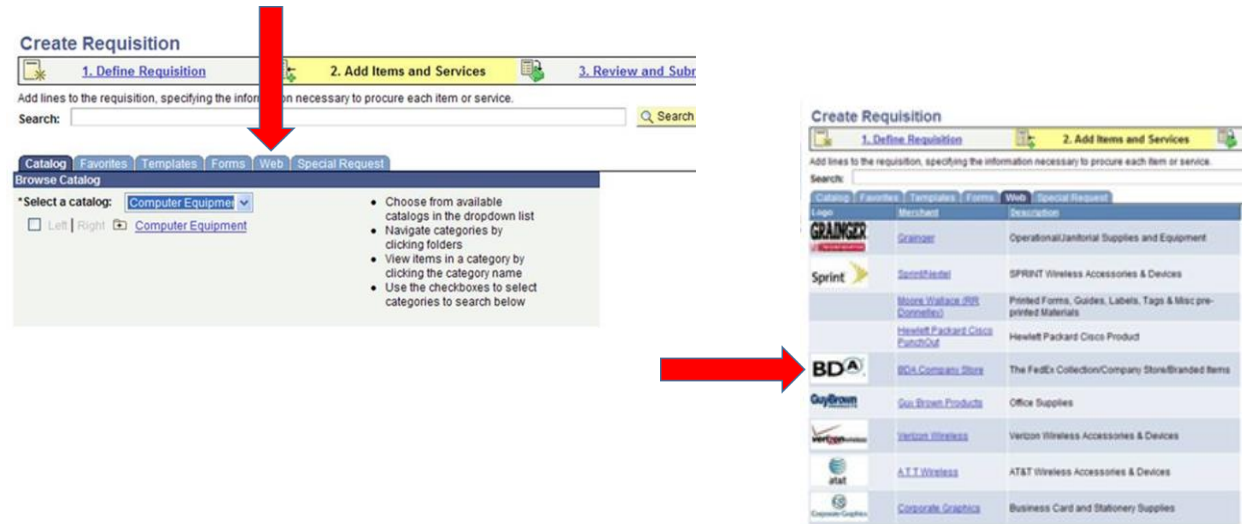 Create Requisition
1. Define Requisition 2. Add Items and Services 3. Review and Subr
Add lines to the requisition, specifying the information necessary to procure each item or service.
Search: Search
Catalog Favorites Templates Forms Web Special Request
Browse Catalog
*Select a catalog: Computer Equipmer
Left | Right Computer Equipment
• Choose from available
catalogs in the dropdown list
• Navigate categories by
clicking folders
• View items in a category by
clicking the category name
• Use the checkboxes to select
categories to search below
Create Requisition
1. Define Requisition 2. Add Items and Services
Add lines to the requisition, specifying the information necessary to procure each item or service.
Search:
Catalog Favorites Templates Forms Web Special Request
Logo Merchant Description
GRAINGER Grainger Operational/Janitorial Supplies and Equipment
Sprint Sprint/Nextel SPRINT Wireless Accessories & Devices
Moore Wallace (RR Printed Forms, Guides, Labels, Tags & Misc pre-
Donnelley) printed Materials
Hewlett Packard Cisco Hewlett Packard Cisco Product
PunchOut
BDA BDA Company Store The FedEx Collection/Company Store/Branded Items
GuyBrown Guy Brown Products Office Supplies
verizon wireless Verizon Wireless Verizon Wireless Accessories & Devices
at&t A.T.T Wireless AT&T Wireless Accessories & Devices
Corporate Graphics Corporate Graphics Business Card and Stationery Supplies